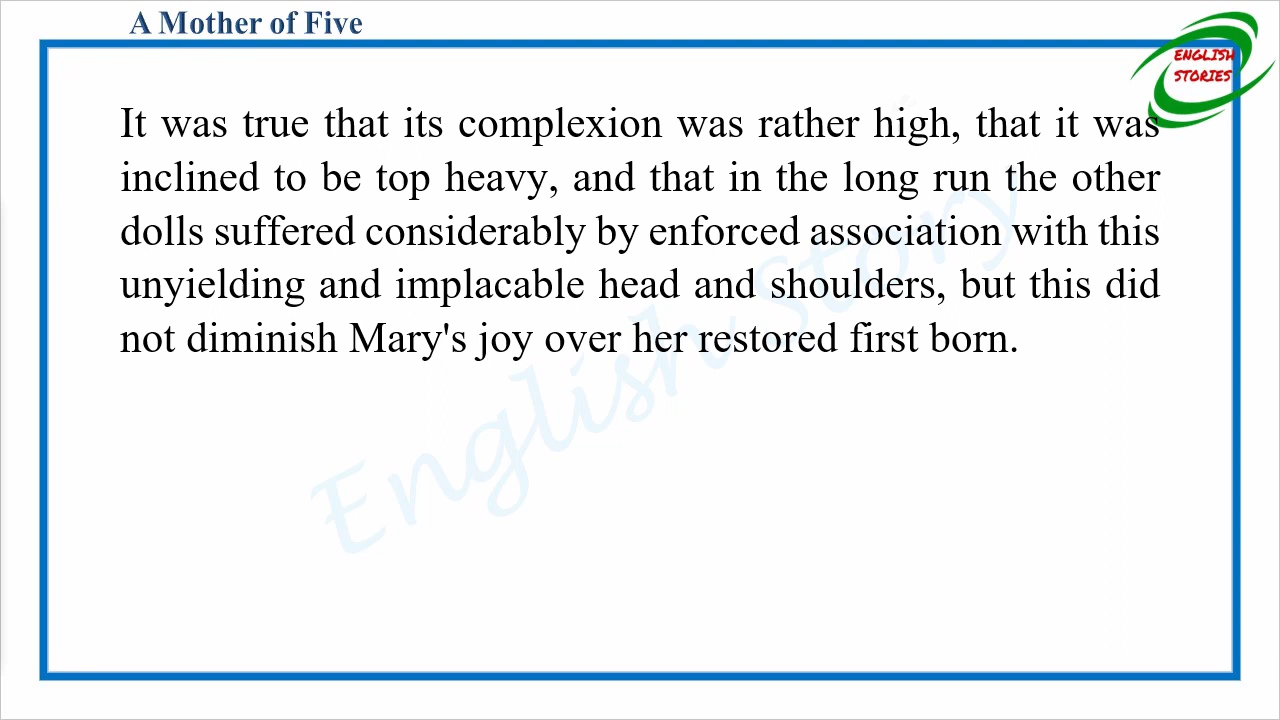 A Mother of Five
ENGLISH
STORIES
It was true that its complexion was rather high, that it was
inclined to be top heavy, and that in the long run the other
dolls suffered considerably by enforced association with this
unyielding and implacable head and shoulders, but this did
not diminish Mary's joy over her restored first born.
English Story